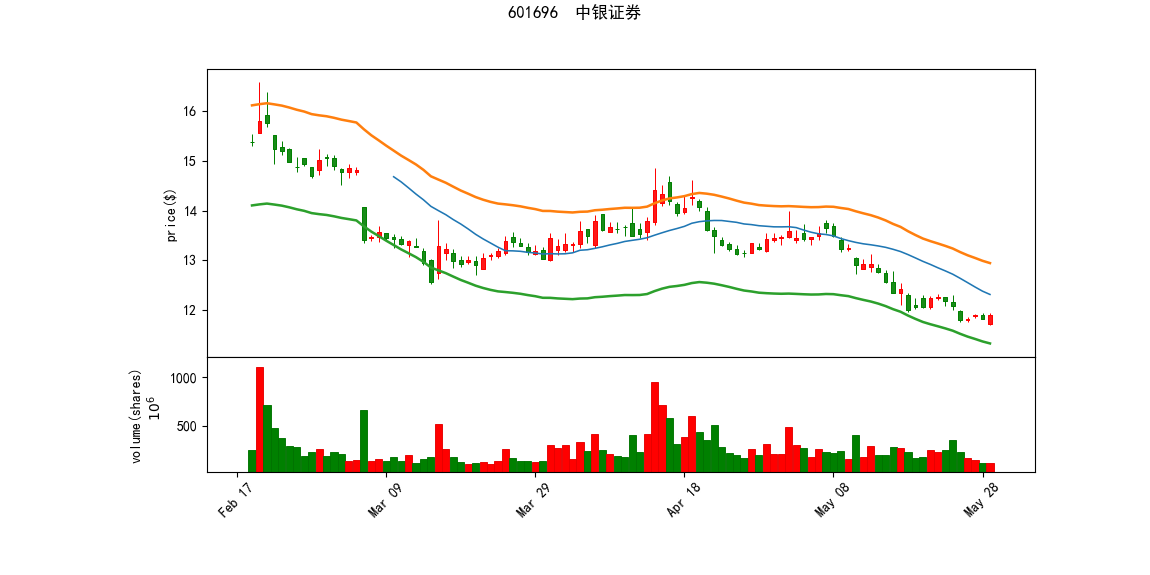 601696 中银证券
price($)
16
15
14
13
12
volume(shares)
10^6
1000
500
Feb 17
Mar 09
Mar 29
Apr 18
May 08
May 28